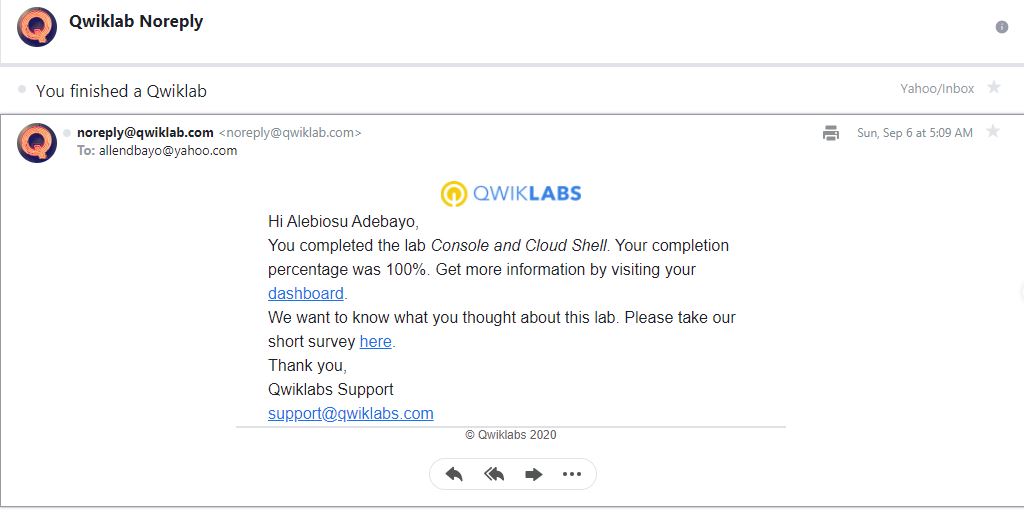 Qwiklab Noreply
You finished a Qwiklab
Yahoo/Inbox
noreply@qwiklab.com <noreply@qwiklab.com>
Sun, Sep 6 at 5:09 AM
To: allendbayo@yahoo.com
QWIKLABS
Hi Alebiosu Adebayo,
You completed the lab Console and Cloud Shell. Your completion
percentage was 100%. Get more information by visiting your
dashboard.
We want to know what you thought about this lab. Please take our
short survey here.
Thank you,
Qwiklabs Support
support@qwiklabs.com
© Qwiklabs 2020